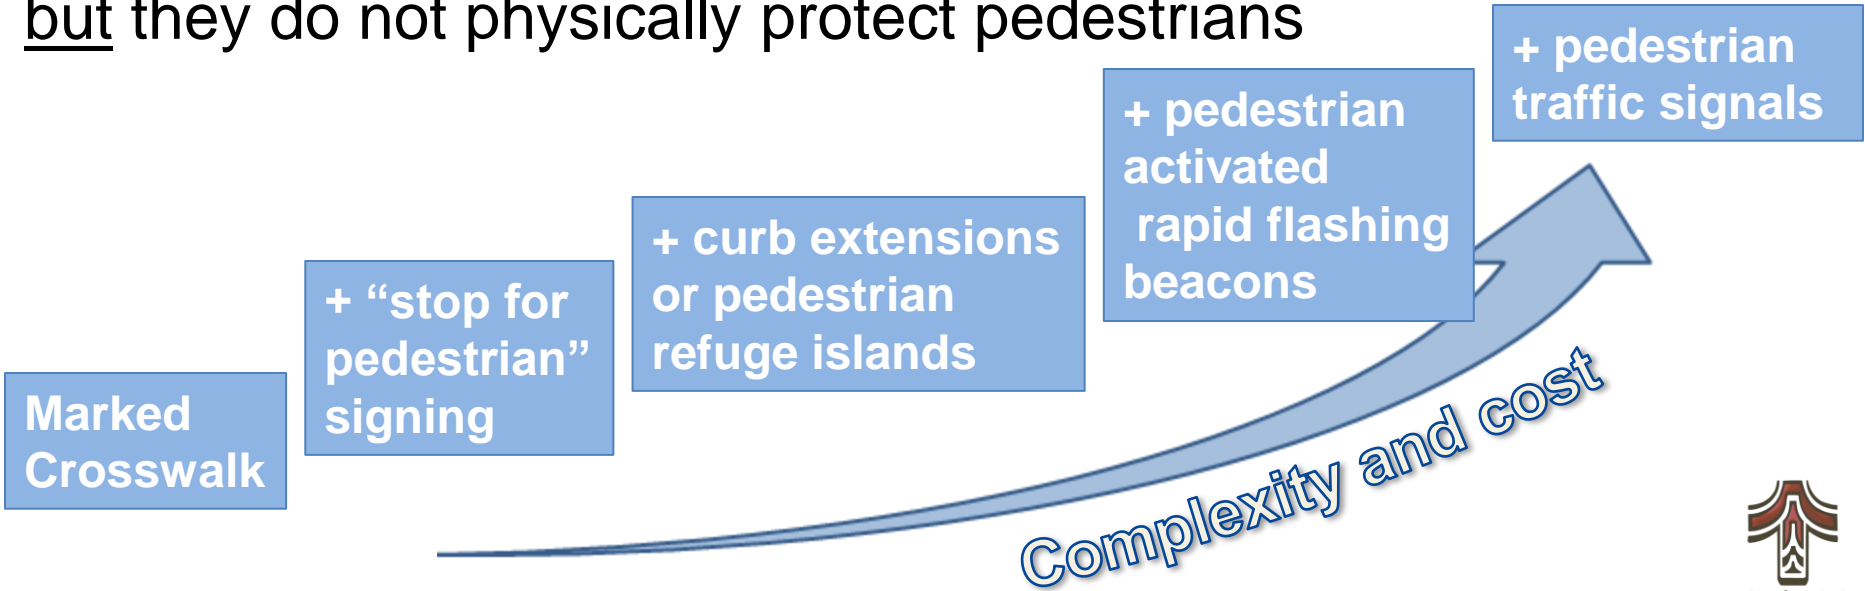 but they do not physically protect pedestrians
+ pedestrian
traffic signals
+ pedestrian
activated
rapid flashing
beacons
+ curb extensions
or pedestrian
refuge islands
+ “stop for
pedestrian”
signing
Marked
Crosswalk
Complexity and cost